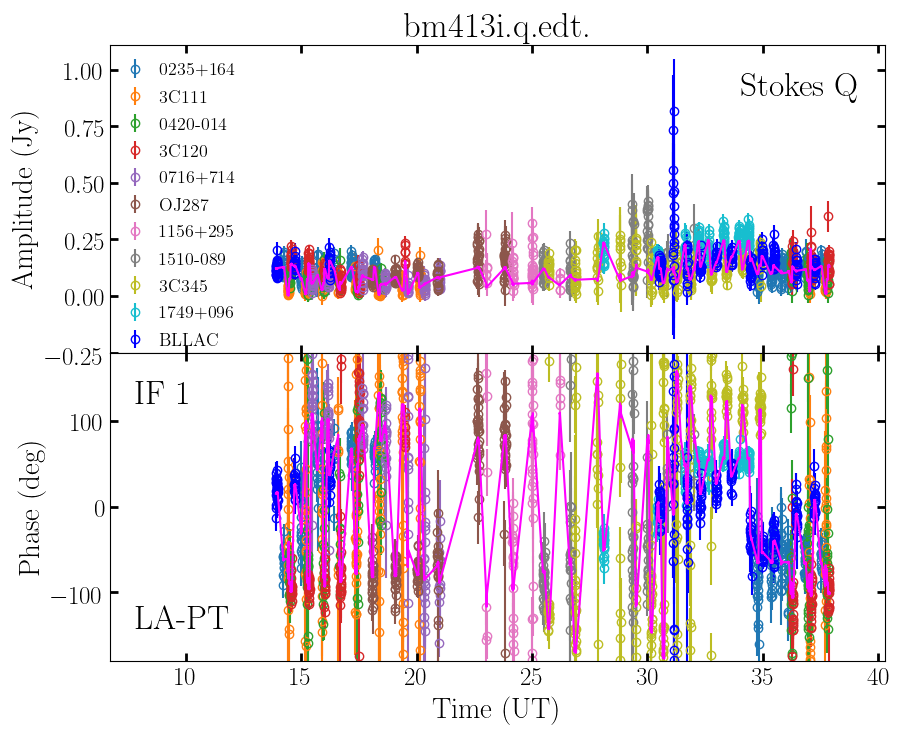 bm413i.q.edt.
Stokes Q
Amplitude (Jy)
1.00
0.75
0.50
0.25
0.00
−0.25
0235+164
3C111
0420-014
3C120
0716+714
OJ287
1156+295
1510-089
3C345
1749+096
BLLAC
IF 1
LA-PT
Phase (deg)
100
0
−100
10 15 20 25 30 35 40
Time (UT)